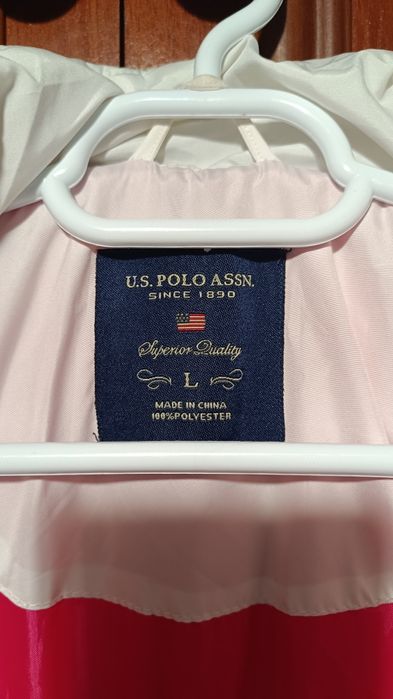 U.S. POLO ASSN.
SINCE 1890
Superior Quality
L
MADE IN CHINA
100%POLYESTER